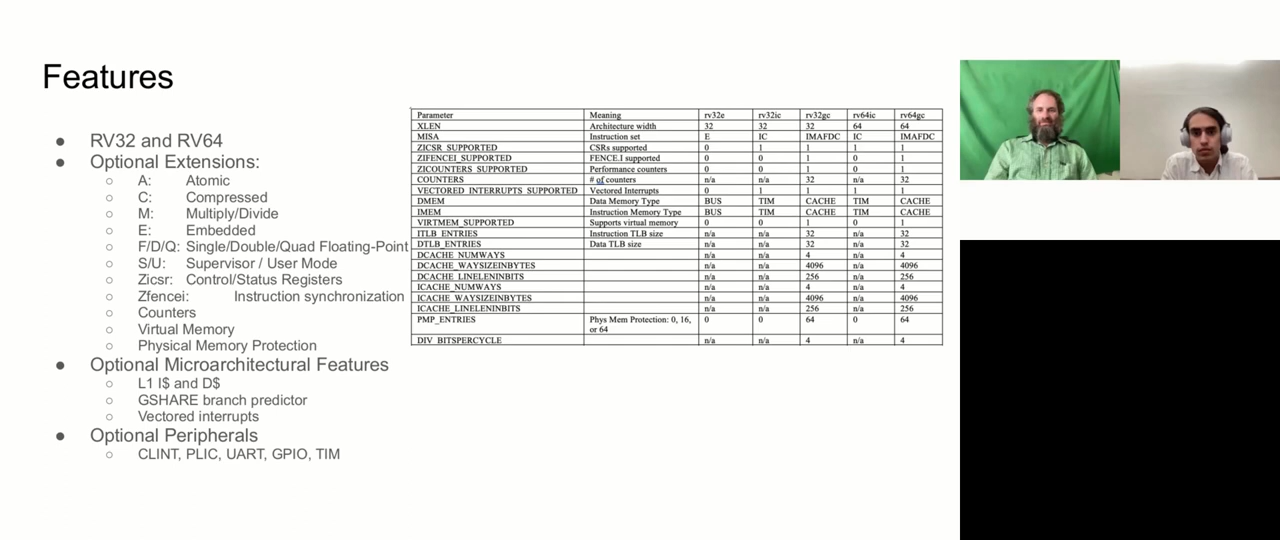 Features
● RV32 and RV64
● Optional Extensions:
○ A: Atomic
○ C: Compressed
○ M: Multiply/Divide
○ E: Embedded
○ F/D/Q: Single/Double/Quad Floating-Point
○ S/U: Supervisor / User Mode
○ Zicsr: Control/Status Registers
○ Zfencei: Instruction synchronization
○ Counters
○ Virtual Memory
○ Physical Memory Protection
● Optional Microarchitectural Features
○ L1 I$ and D$
○ GSHARE branch predictor
○ Vectored interrupts
● Optional Peripherals
○ CLINT, PLIC, UART, GPIO, TIM
Parameter Meaning rv32e rv32ic rv32gc rv64ic rv64gc
XLEN Architecture width 32 32 32 64 64
MISA Instruction set E IC IMAFDC IC IMAFDC
ZICSR_SUPPORTED CSRs supported 0 1 1 1 1
ZIFENCEI_SUPPORTED FENCE.I supported 0 0 1 0 1
ZICOUNTERS_SUPPORTED Performance counters 0 0 1 0 1
COUNTERS # of counters n/a n/a 32 n/a 32
VECTORED_INTERRUPTS_SUPPORTED Vectored Interrupts 0 1 1 1 1
DMEM Data Memory Type BUS TIM CACHE TIM CACHE
IMEM Instruction Memory Type BUS TIM CACHE TIM CACHE
VIRTMEM_SUPPORTED Supports virtual memory 0 0 1 0 1
ITLB_ENTRIES Instruction TLB size n/a n/a 32 n/a 32
DTLB_ENTRIES Data TLB size n/a n/a 32 n/a 32
DCACHE_NUMWAYS n/a n/a 4 n/a 4
DCACHE_WAYSIZEINBYTES n/a n/a 4096 n/a 4096
DCACHE_LINELENINBITS n/a n/a 256 n/a 256
ICACHE_NUMWAYS n/a n/a 4 n/a 4
ICACHE_WAYSIZEINBYTES n/a n/a 4096 n/a 4096
ICACHE_LINELENINBITS n/a n/a 256 n/a 256
PMP_ENTRIES Phys Mem Protection: 0, 16, 0 0 64 0 64
or 64
DIV_BITSPERCYCLE n/a n/a 4 n/a 4